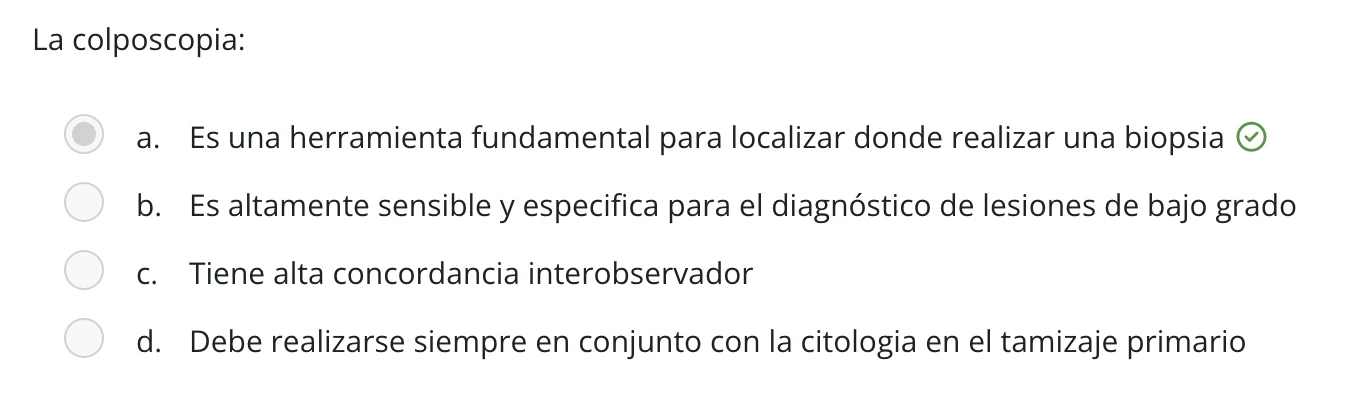 La colposcopia:
a. Es una herramienta fundamental para localizar donde realizar una biopsia
b. Es altamente sensible y especifica para el diagnóstico de lesiones de bajo grado
c. Tiene alta concordancia interobservador
d. Debe realizarse siempre en conjunto con la citologia en el tamizaje primario